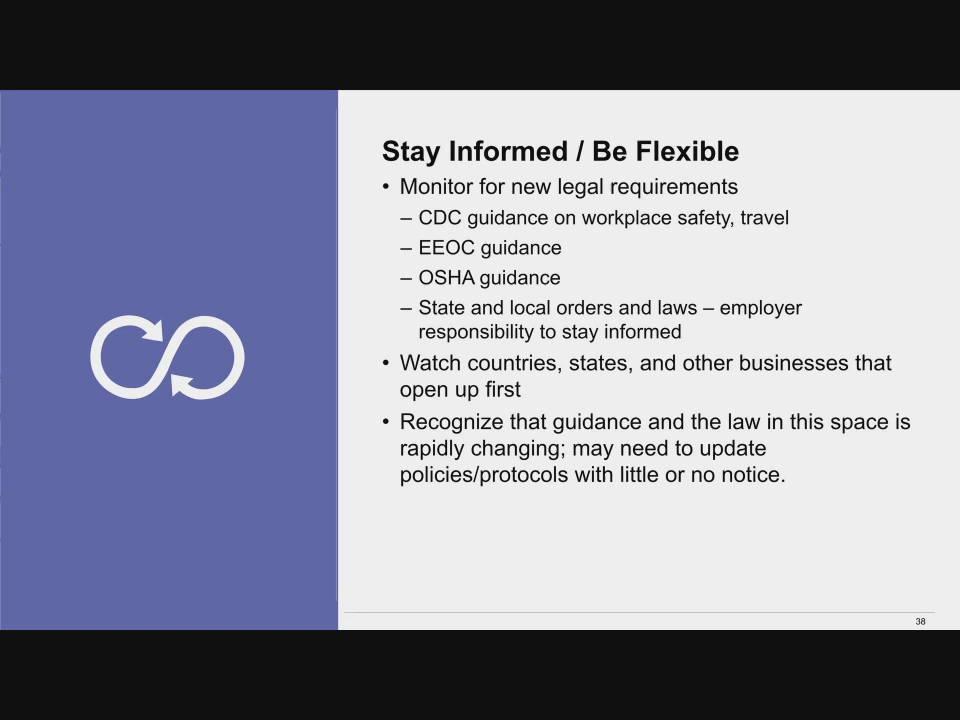 Stay Informed / Be Flexible
• Monitor for new legal requirements
– CDC guidance on workplace safety, travel
– EEOC guidance
– OSHA guidance
– State and local orders and laws – employer
responsibility to stay informed
• Watch countries, states, and other businesses that
open up first
• Recognize that guidance and the law in this space is
rapidly changing; may need to update
policies/protocols with little or no notice.
38